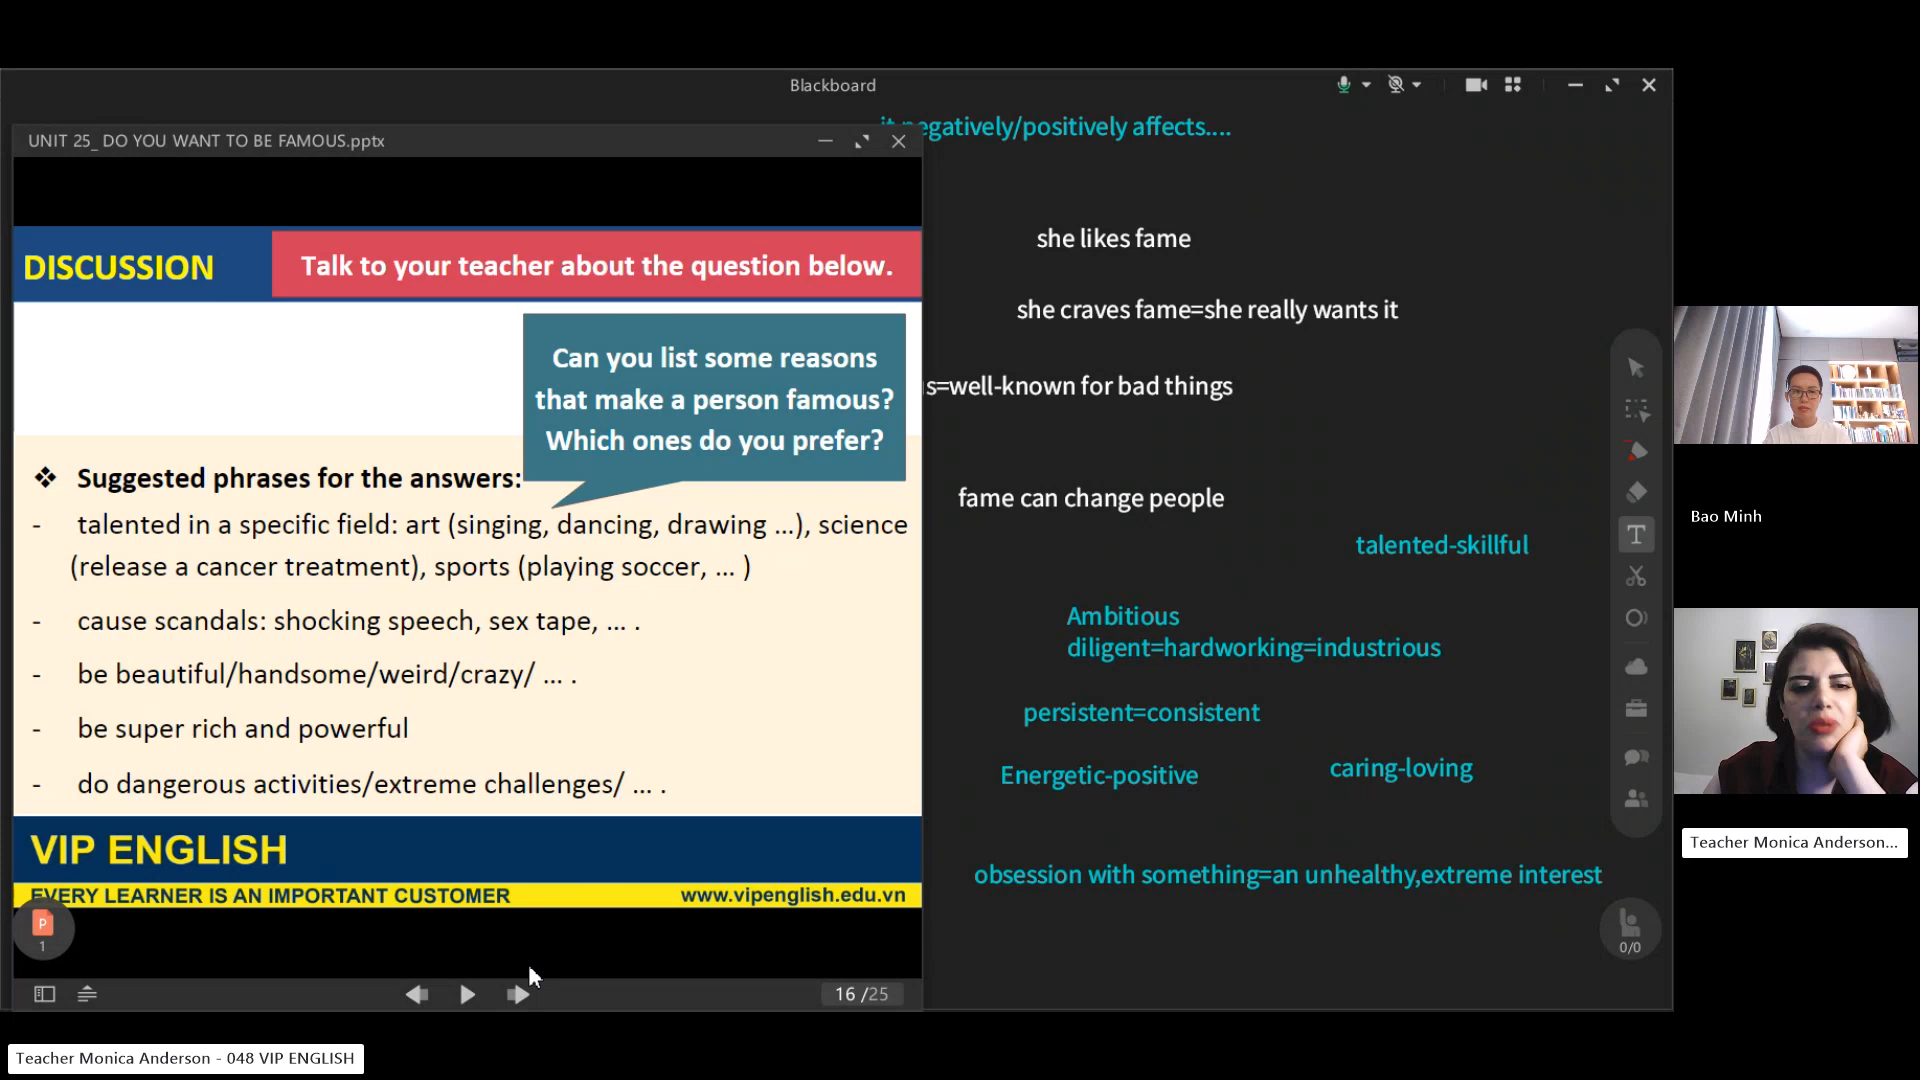 Blackboard
UNIT 25_ DO YOU WANT TO BE FAMOUS.pptx
DISCUSSION
Talk to your teacher about the question below.
Can you list some reasons
that make a person famous?
Which ones do you prefer?
❖ Suggested phrases for the answers:
- talented in a specific field: art (singing, dancing, drawing ...), science
(release a cancer treatment), sports (playing soccer, ... )
- cause scandals: shocking speech, sex tape, ... .
- be beautiful/handsome/weird/crazy/ ... .
- be super rich and powerful
- do dangerous activities/extreme challenges/ ... .
VIP ENGLISH
EVERY LEARNER IS AN IMPORTANT CUSTOMER
www.vipenglish.edu.vn
P
1
16 /25
it negatively/positively affects....
she likes fame
she craves fame=she really wants it
s=well-known for bad things
fame can change people
talented-skillful
Ambitious
diligent=hardworking=industrious
persistent=consistent
Energetic-positive
caring-loving
obsession with something=an unhealthy,extreme interest
T
0/0
Bao Minh
Teacher Monica Anderson...
Teacher Monica Anderson - 048 VIP ENGLISH